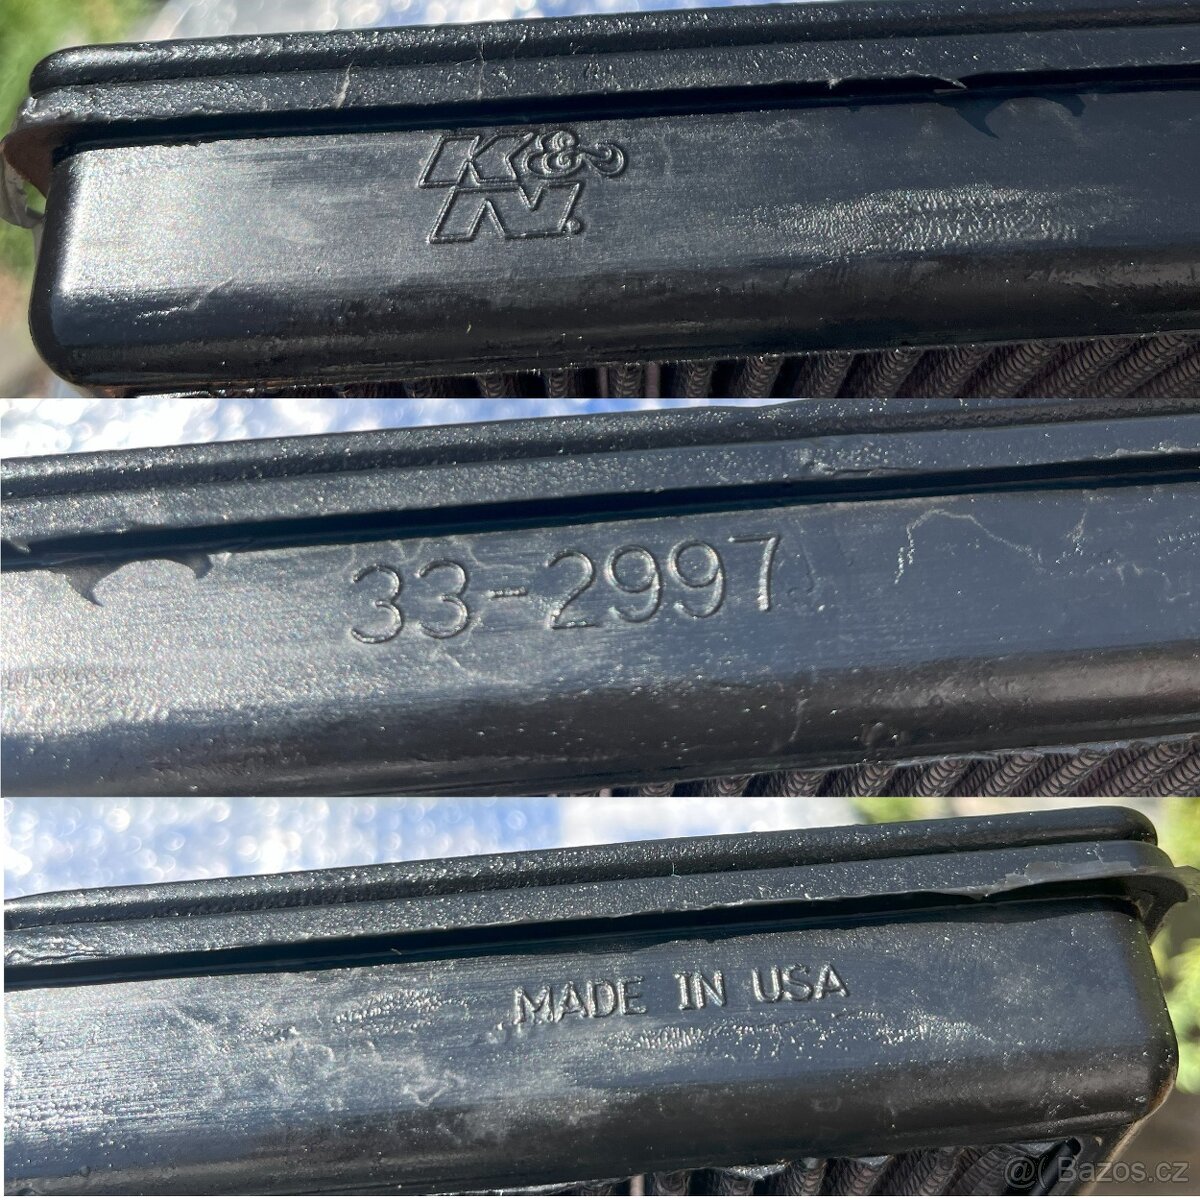 K&
N.
33-2997
MADE IN USA
@( Bazos.cz